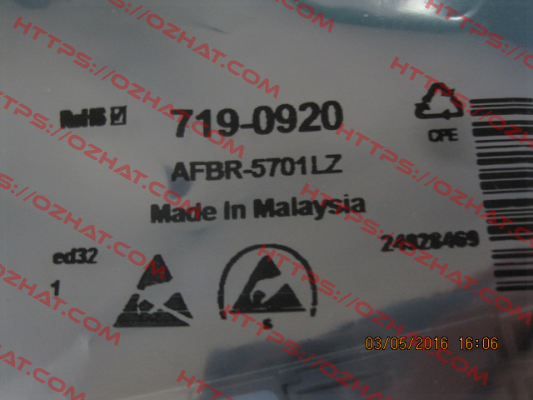 RoHS 719-0920
CPE
AFBR-5701LZ
Made In Malaysia
24928469
ed32
1
S
03/05/2016 16:06
HTTPS://OZHAT.COM